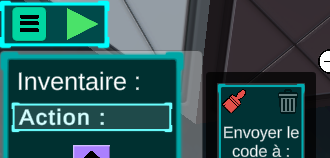 Inventaire :
Action :
Envoyer le
code à :